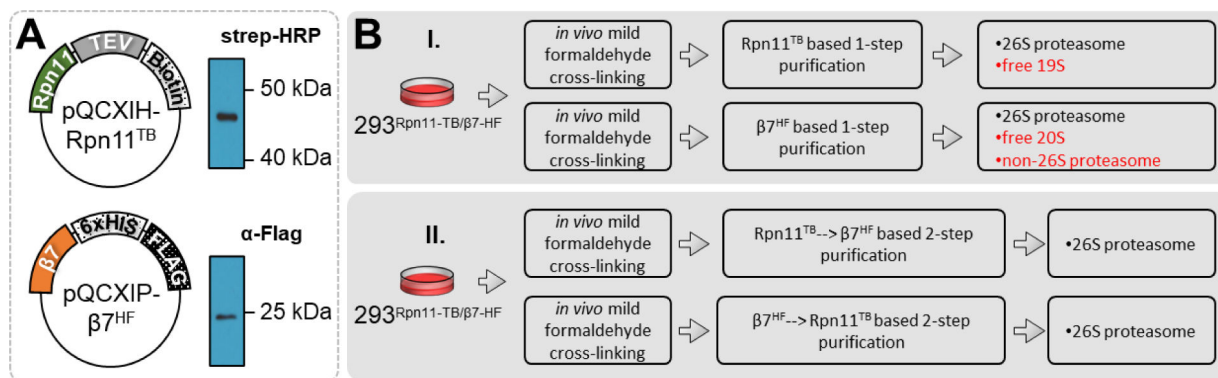 A
Rpn11
TEV
Biotin
pQCXIH-
Rpn11TB
strep-HRP
50 kDa
40 kDa
β7
6xHIS
FLAG
pQCXIP-
β7HF
α-Flag
25 kDa
B
I.
293Rpn11-TB/β7-HF
in vivo mild
formaldehyde
cross-linking
Rpn11TB based 1-step
purification
•26S proteasome
•free 19S
in vivo mild
formaldehyde
cross-linking
β7HF based 1-step
purification
•26S proteasome
•free 20S
•non-26S proteasome
II.
293Rpn11-TB/β7-HF
in vivo mild
formaldehyde
cross-linking
Rpn11TB--> β7HF based 2-step
purification
•26S proteasome
in vivo mild
formaldehyde
cross-linking
β7HF--> Rpn11TB based 2-step
purification
•26S proteasome